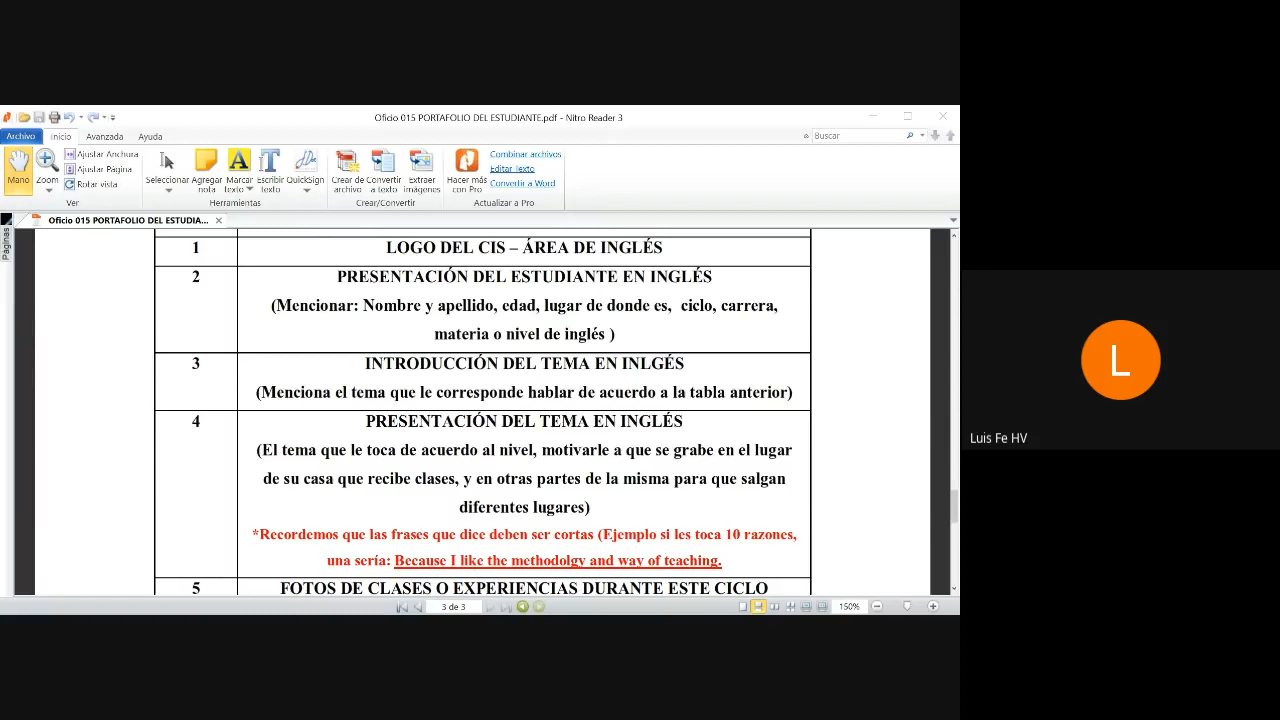 Oficio 015 PORTAFOLIO DEL ESTUDIANTE.pdf - Nitro Reader 3
Archivo Inicio Avanzada Ayuda Buscar
Mano
Zoom
Ajustar Anchura
Ajustar Página
Rotar vista
Ver
Seleccionar
Agregar nota
Marcar texto
Escribir texto
QuickSign
Herramientas
Crear de archivo
Convertir a texto
Extraer imágenes
Crear/Convertir
Hacer más con Pro
Combinar archivos
Editar Texto
Convertir a Word
Actualizar a Pro
Páginas
Oficio 015 PORTAFOLIO DEL ESTUDIA...
1 LOGO DEL CIS – ÁREA DE INGLÉS
2 PRESENTACIÓN DEL ESTUDIANTE EN INGLÉS
(Mencionar: Nombre y apellido, edad, lugar de donde es, ciclo, carrera,
materia o nivel de inglés )
3 INTRODUCCIÓN DEL TEMA EN INLGÉS
(Menciona el tema que le corresponde hablar de acuerdo a la tabla anterior)
4 PRESENTACIÓN DEL TEMA EN INGLÉS
(El tema que le toca de acuerdo al nivel, motivarle a que se grabe en el lugar
de su casa que recibe clases, y en otras partes de la misma para que salgan
diferentes lugares)
*Recordemos que las frases que dice deben ser cortas (Ejemplo si les toca 10 razones,
una sería: Because I like the methodolgy and way of teaching.
5 FOTOS DE CLASES O EXPERIENCIAS DURANTE ESTE CICLO
3 de 3
150%
L
Luis Fe HV